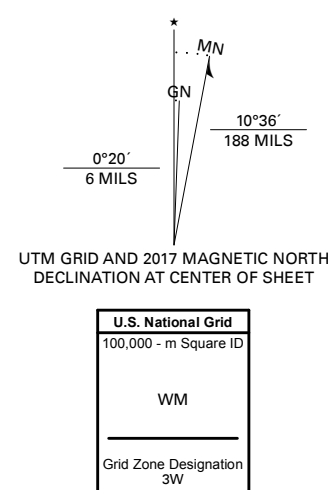 ★
MN
GN
10°36´
188 MILS
0°20´
6 MILS
UTM GRID AND 2017 MAGNETIC NORTH
DECLINATION AT CENTER OF SHEET
U.S. National Grid
100,000 - m Square ID
WM
Grid Zone Designation
3W